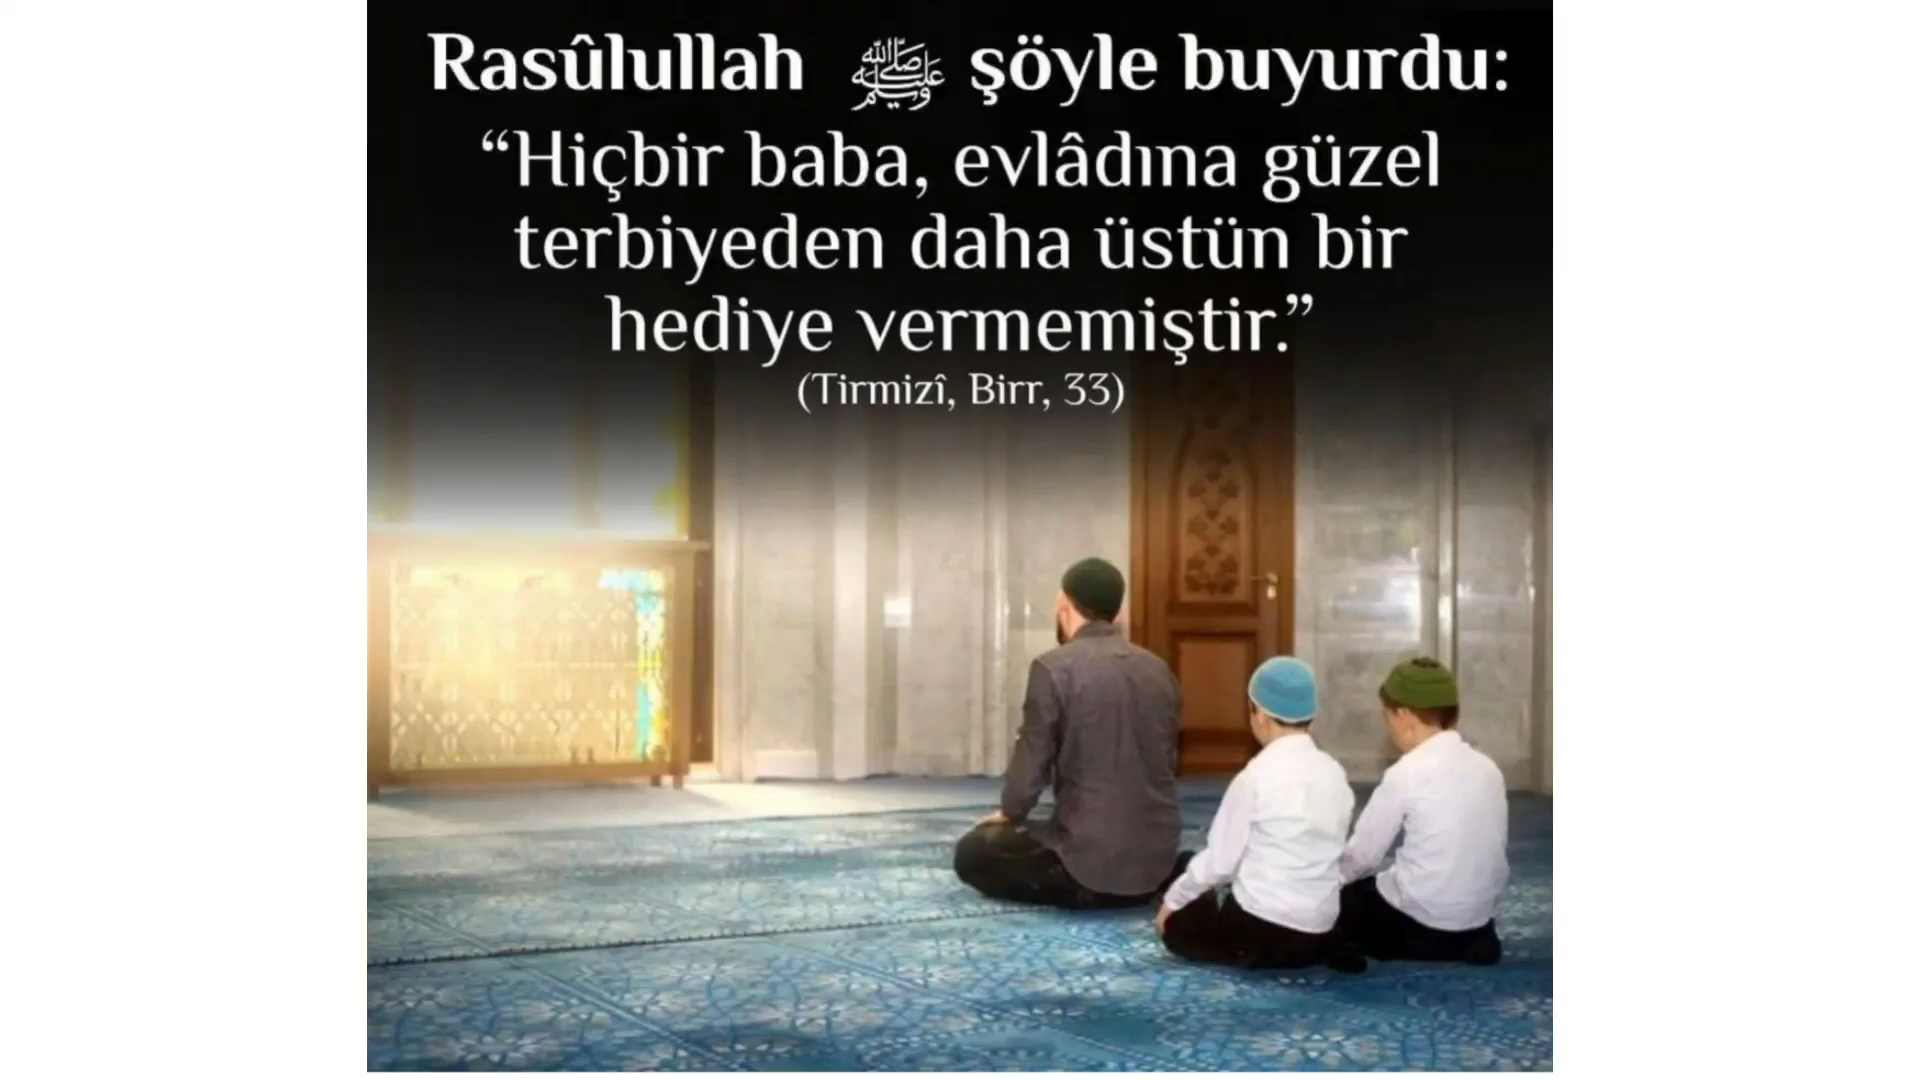 Rasûlullah ﷺ şöyle buyurdu:
“Hiçbir baba, evlâdına güzel
terbiyeden daha üstün bir
hediye vermemiştir.”
(Tirmizî, Birr, 33)